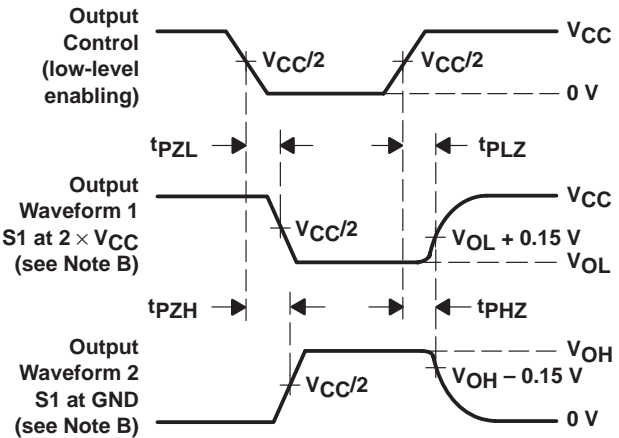 Output
Control
(low-level
enabling)
VCC/2
VCC/2
VCC
0 V
tPZL
tPLZ
Output
Waveform 1
S1 at 2 × VCC
(see Note B)
VCC/2
VCC
VOL + 0.15 V
VOL
tPZH
tPHZ
Output
Waveform 2
S1 at GND
(see Note B)
VCC/2
VOH
VOH – 0.15 V
0 V